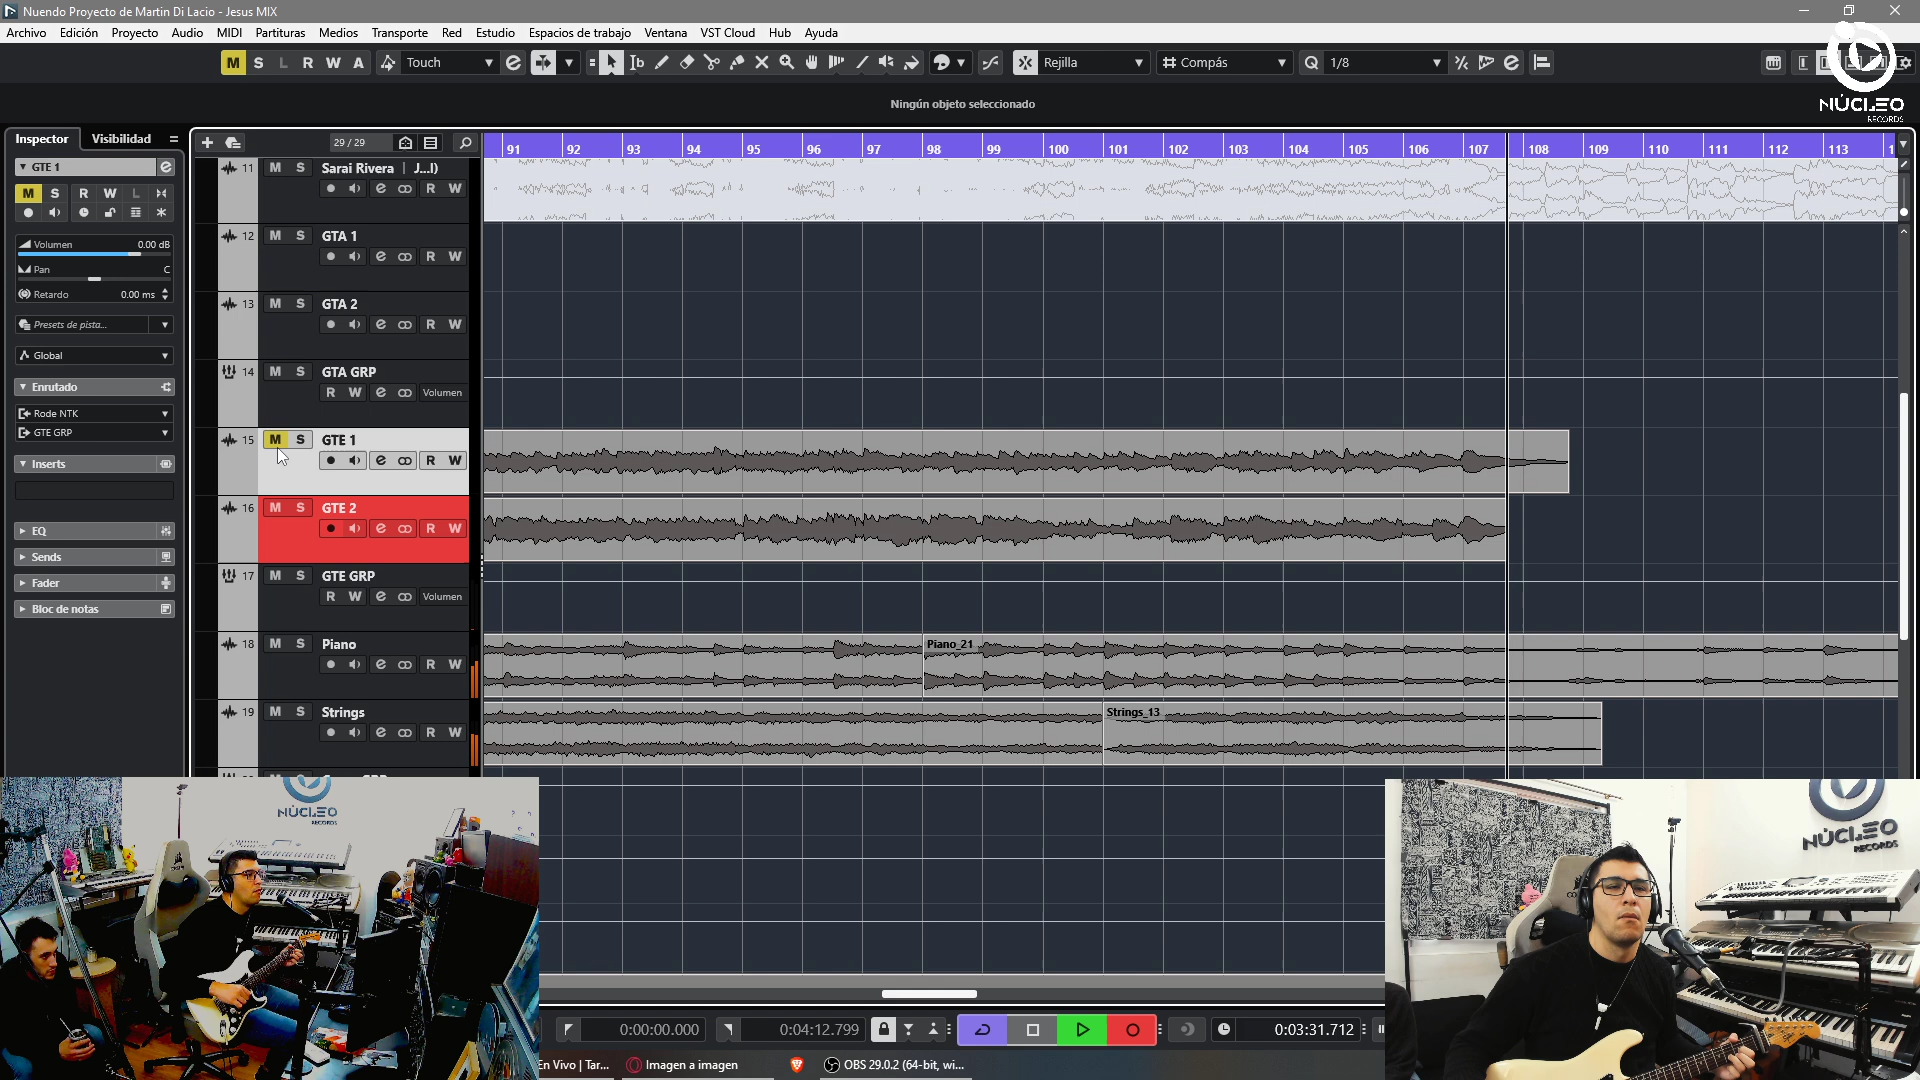 Nuendo Proyecto de Martin Di Lacio - Jesus MIX
Archivo Edición Proyecto Audio MIDI Partituras Medios Transporte Red Estudio Espacios de trabajo Ventana VST Cloud Hub Ayuda
M S L R W A Touch Rejilla Compás Q 1/8
NÚCLEO
RECORDS
Ningún objeto seleccionado
Inspector Visibilidad
29 / 29
91 92 93 94 95 96 97 98 99 100 101 102 103 104 105 106 107 108 109 110 111 112 113 1
GTE 1
M S R W L
Volumen 0.00 dB
Pan C
Retardo 0.00 ms
Presets de pista...
Global
Enrutado
Rode NTK
GTE GRP
Inserts
EQ
Sends
Fader
Bloc de notas
11 M S Sarai Rivera | J...l)
R W
12 M S GTA 1
R W
13 M S GTA 2
R W
14 M S GTA GRP
R W Volumen
15 M S GTE 1
R W
16 M S GTE 2
R W
17 M S GTE GRP
R W Volumen
18 M S Piano
R W
Piano_21
19 M S Strings
R W
Strings_13
NÚCLEO
RECORDS
NÚCLEO
RECORDS
0:00:00.000 0:04:12.799 0:03:31.712
En Vivo | Tar... Imagen a imagen OBS 29.0.2 (64-bit, wi...